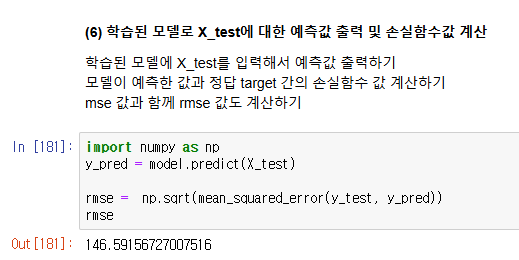 (6) 학습된 모델로 X_test에 대한 예측값 출력 및 손실함수값 계산
학습된 모델에 X_test를 입력해서 예측값 출력하기
모델이 예측한 값과 정답 target 간의 손실함수 값 계산하기
mse 값과 함께 rmse 값도 계산하기
In [181]: import numpy as np
y_pred = model.predict(X_test)
rmse =  np.sqrt(mean_squared_error(y_test, y_pred))
rmse
Out[181]: 146.59156727007516